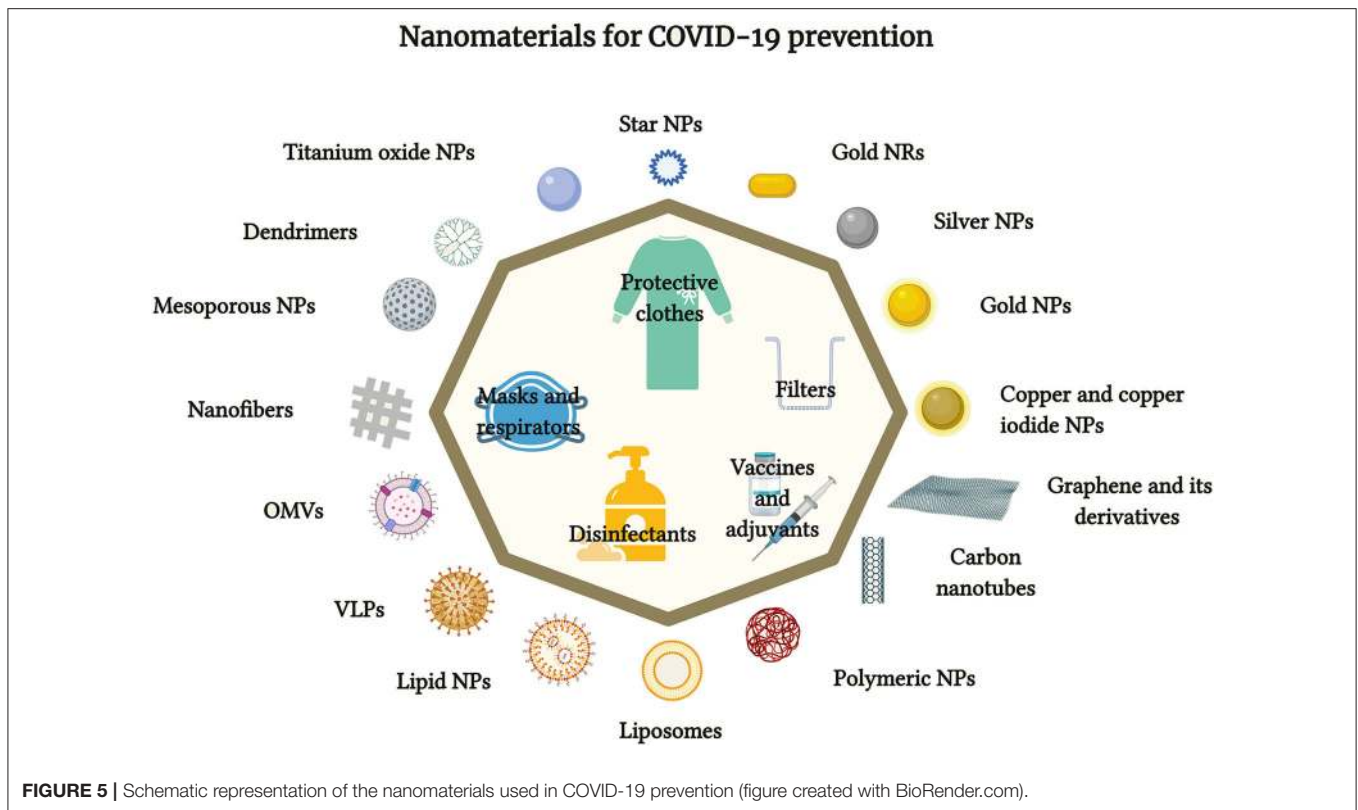 Nanomaterials for COVID-19 prevention
Star NPs
Titanium oxide NPs
Gold NRs
Dendrimers
Silver NPs
Mesoporous NPs
Gold NPs
Nanofibers
Copper and copper
iodide NPs
OMVs
Graphene and its
derivatives
VLPs
Carbon
nanotubes
Lipid NPs
Polymeric NPs
Liposomes
Protective
clothes
Filters
Masks and
respirators
Vaccines
and
adjuvants
Disinfectants
FIGURE 5 | Schematic representation of the nanomaterials used in COVID-19 prevention (figure created with BioRender.com).